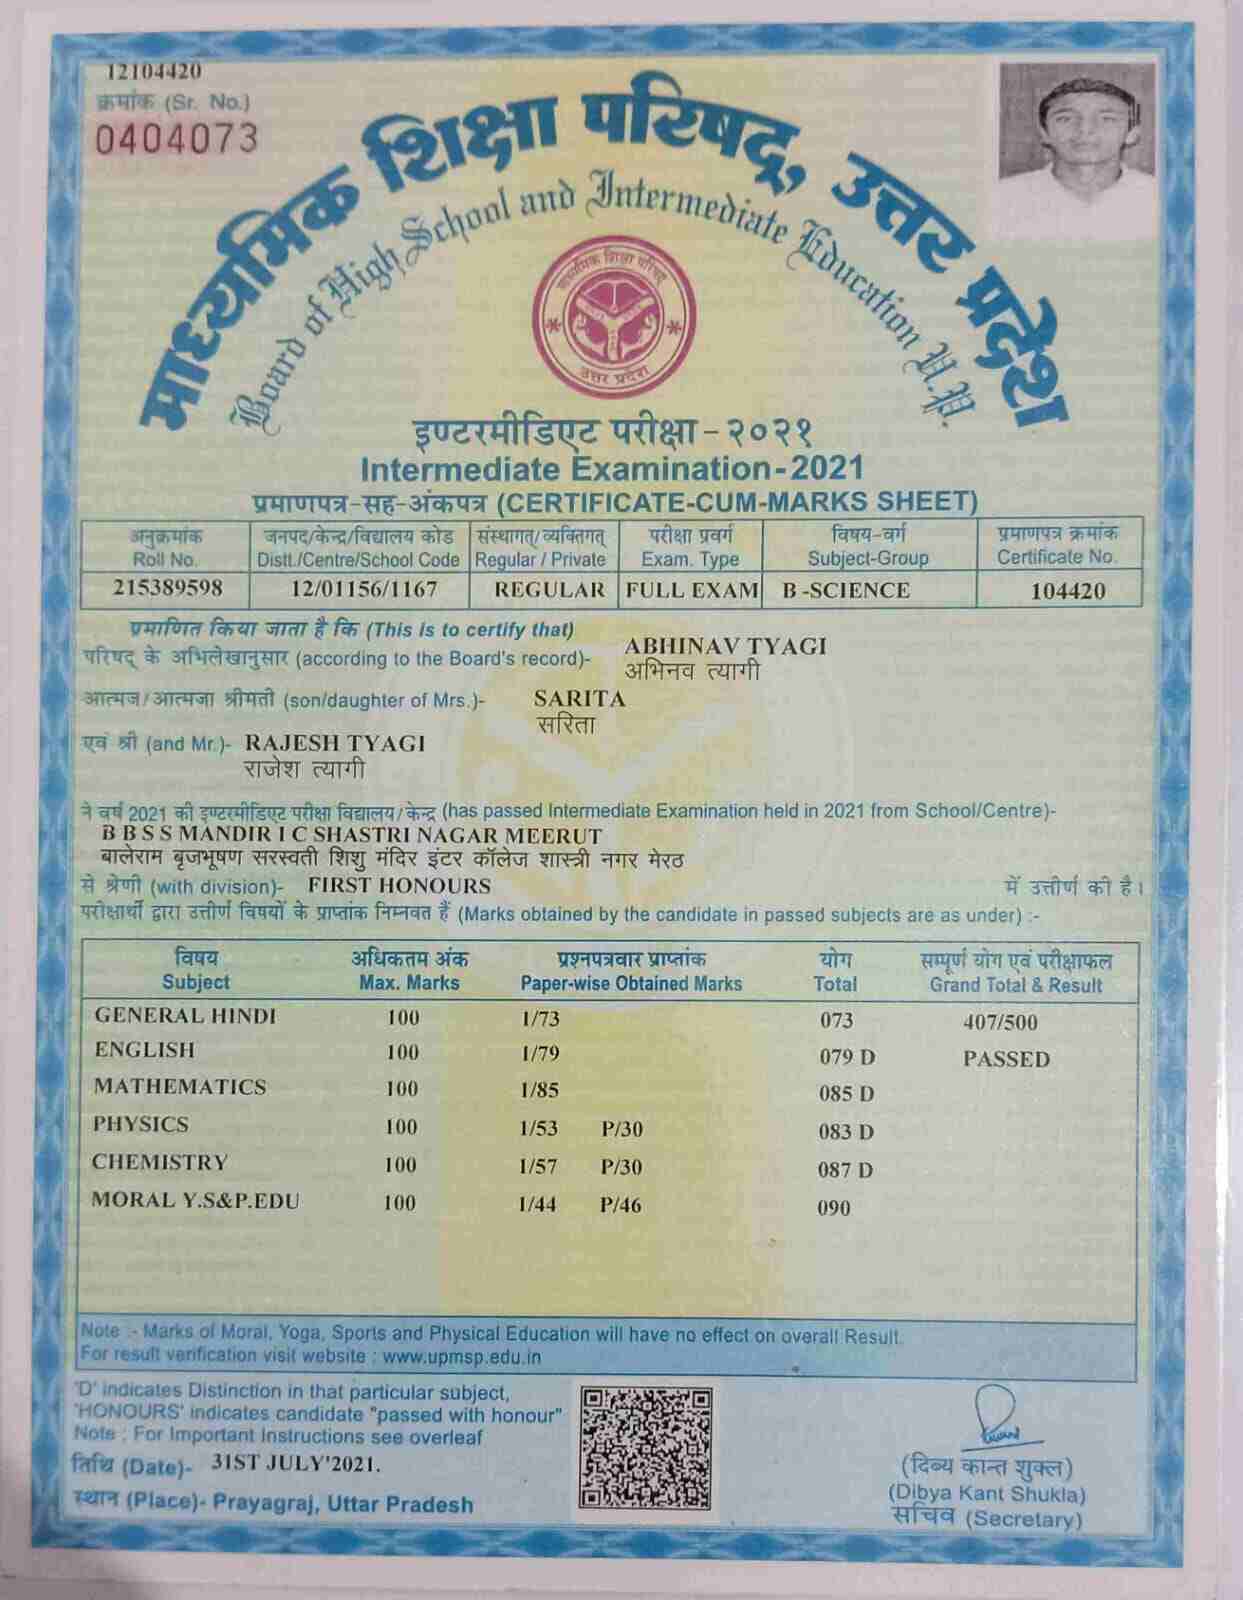 12104420
क्रमांक (Sr. No.)
0404073
माध्यमिक शिक्षा परिषद्, उत्तर प्रदेश
Board of High School and Intermediate Education U.P.
माध्यमिक शिक्षा परिषद्
उत्तर प्रदेश
इण्टरमीडिएट परीक्षा - २०२१
Intermediate Examination - 2021
प्रमाणपत्र-सह-अंकपत्र (CERTIFICATE-CUM-MARKS SHEET)
अनुक्रमांक जनपद/केन्द्र/विद्यालय कोड संस्थागत/व्यक्तिगत परीक्षा प्रवर्ग विषय-वर्ग प्रमाणपत्र क्रमांक
Roll No. Distt./Centre/School Code Regular / Private Exam. Type Subject-Group Certificate No.
215389598 12/01156/1167 REGULAR FULL EXAM B -SCIENCE 104420
प्रमाणित किया जाता है कि (This is to certify that)
परिषद् के अभिलेखानुसार (according to the Board's record)- ABHINAV TYAGI
अभिनव त्यागी
आत्मज/आत्मजा श्रीमती (son/daughter of Mrs.)- SARITA
सरिता
एवं श्री (and Mr.)- RAJESH TYAGI
राजेश त्यागी
ने वर्ष 2021 की इण्टरमीडिएट परीक्षा विद्यालय/केन्द्र (has passed Intermediate Examination held in 2021 from School/Centre)-
B B S S MANDIR I C SHASTRI NAGAR MEERUT
बालेराम बृजभूषण सरस्वती शिशु मंदिर इंटर कॉलेज शास्त्री नगर मेरठ
से श्रेणी (with division)- FIRST HONOURS में उत्तीर्ण की है।
परीक्षार्थी द्वारा उत्तीर्ण विषयों के प्राप्तांक निम्नवत हैं (Marks obtained by the candidate in passed subjects are as under) :-
विषय अधिकतम अंक प्रश्नपत्रवार प्राप्तांक योग सम्पूर्ण योग एवं परीक्षाफल
Subject Max. Marks Paper-wise Obtained Marks Total Grand Total & Result
GENERAL HINDI 100 1/73 073 407/500
ENGLISH 100 1/79 079 D PASSED
MATHEMATICS 100 1/85 085 D
PHYSICS 100 1/53 P/30 083 D
CHEMISTRY 100 1/57 P/30 087 D
MORAL Y.S&P.EDU 100 1/44 P/46 090
Note :- Marks of Moral, Yoga, Sports and Physical Education will have no effect on overall Result.
For result verification visit website : www.upmsp.edu.in
'D' indicates Distinction in that particular subject,
'HONOURS' indicates candidate "passed with honour"
Note : For Important Instructions see overleaf
तिथि (Date)- 31ST JULY'2021.
स्थान (Place)- Prayagraj, Uttar Pradesh
(दिव्य कान्त शुक्ल)
(Dibya Kant Shukla)
सचिव (Secretary)